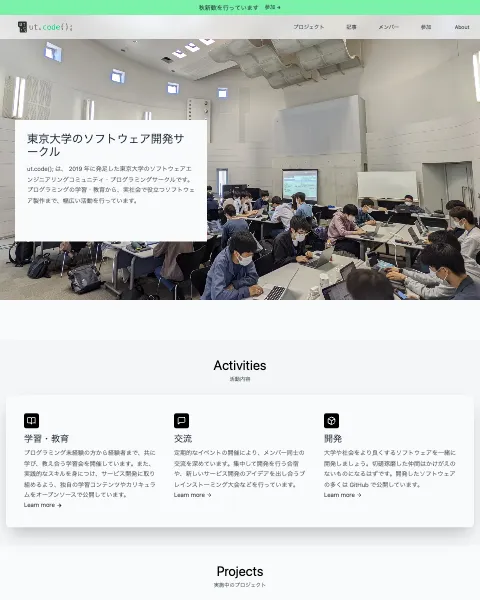 秋新歓を行っています 参加 →
ut.code();
プロジェクト 記事 メンバー 参加 About
東京大学のソフトウェア開発サ
ークル
ut.code(); は、 2019 年に発足した東京大学のソフトウェアエ
ンジニアリングコミュニティ・プログラミングサークルです。
プログラミングの学習・教育から、実社会で役立つソフトウェ
ア製作まで、幅広い活動を行っています。
Activities
活動内容
学習・教育
プログラミング未経験の方から経験者まで、共に
学び、教え合う学習会を開催しています。また、
実践的なスキルを身につけ、サービス開発に取り
組めるよう、独自の学習コンテンツやカリキュラ
ムをオープンソースで公開しています。
Learn more →
交流
定期的なイベントの開催により、メンバー同士の
交流を深めています。集中して開発を行う合宿
や、新しいサービス開発のアイデアを出し合うブ
レインストーミング大会などを行っています。
Learn more →
開発
大学や社会をより良くするソフトウェアを一緒に
開発しましょう。切磋琢磨した仲間はかけがえの
ないものになるはずです。開発したソフトウェア
の多くは GitHub で公開しています。
Learn more →
Projects
実施中のプロジェクト